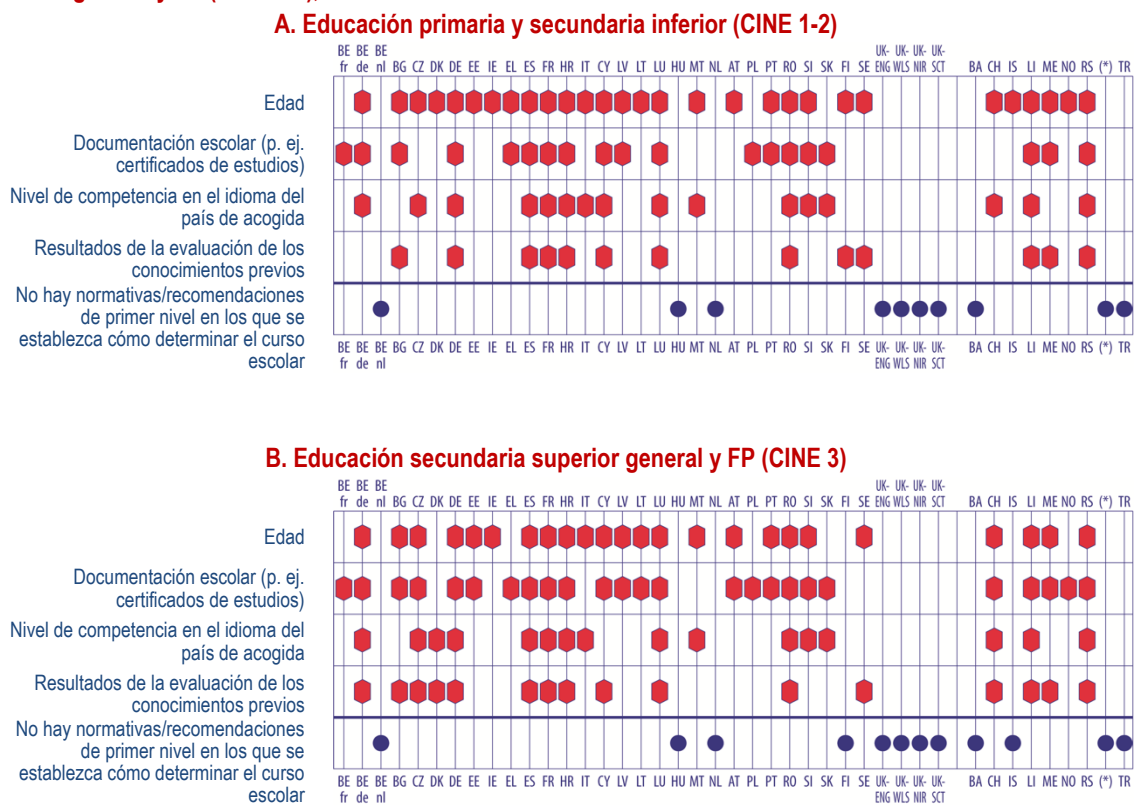 A. Educación primaria y secundaria inferior (CINE 1-2)
BE BE BE UK- UK- UK- UK-
fr de nl BG CZ DK DE EE IE EL ES FR HR IT CY LV LT LU HU MT NL AT PL PT RO SI SK FI SE ENG WLS NIR SCT BA CH IS LI ME NO RS (*) TR
Edad
Documentación escolar (p. ej.
certificados de estudios)
Nivel de competencia en el idioma del
país de acogida
Resultados de la evaluación de los
conocimientos previos
No hay normativas/recomendaciones
de primer nivel en los que se
establezca cómo determinar el curso
escolar
BE BE BE BG CZ DK DE EE IE EL ES FR HR IT CY LV LT LU HU MT NL AT PL PT RO SI SK FI SE UK- UK- UK- UK- BA CH IS LI ME NO RS (*) TR
fr de nl ENG WLS NIR SCT
B. Educación secundaria superior general y FP (CINE 3)
BE BE BE UK- UK- UK- UK-
fr de nl BG CZ DK DE EE IE EL ES FR HR IT CY LV LT LU HU MT NL AT PL PT RO SI SK FI SE ENG WLS NIR SCT BA CH IS LI ME NO RS (*) TR
Edad
Documentación escolar (p. ej.
certificados de estudios)
Nivel de competencia en el idioma del
país de acogida
Resultados de la evaluación de los
conocimientos previos
No hay normativas/recomendaciones
de primer nivel en los que se
establezca cómo determinar el curso
escolar
BE BE BE BG CZ DK DE EE IE EL ES FR HR IT CY LV LT LU HU MT NL AT PL PT RO SI SK FI SE UK- UK- UK- UK- BA CH IS LI ME NO RS (*) TR
fr de nl ENG WLS NIR SCT